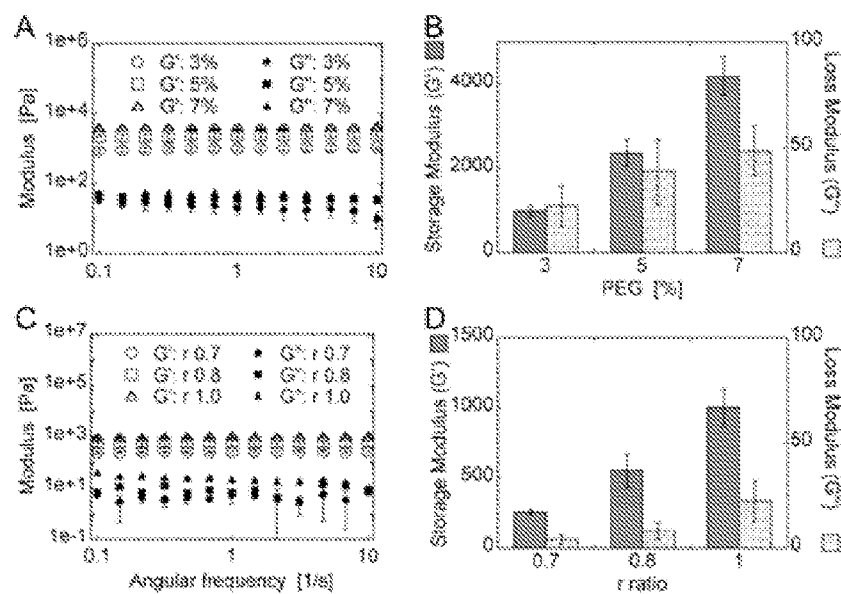 A
1e+6
1e+4
1e+2
1e+0
Modulus [Pa]
G': 3%
G': 5%
G': 7%
G'': 3%
G'': 5%
G'': 7%
0.1
1
10
B
4000
2000
0
Storage Modulus (G')
100
50
0
Loss Modulus (G'')
3
5
7
PEG [%]
C
1e+7
1e+5
1e+3
1e+1
1e-1
Modulus [Pa]
G': r 0.7
G': r 0.8
G': r 1.0
G'': r 0.7
G'': r 0.8
G'': r 1.0
0.1
1
10
Angular frequency [1/s]
D
1500
1000
500
0
Storage Modulus (G')
100
50
0
Loss Modulus (G'')
0.7
0.8
1
r ratio